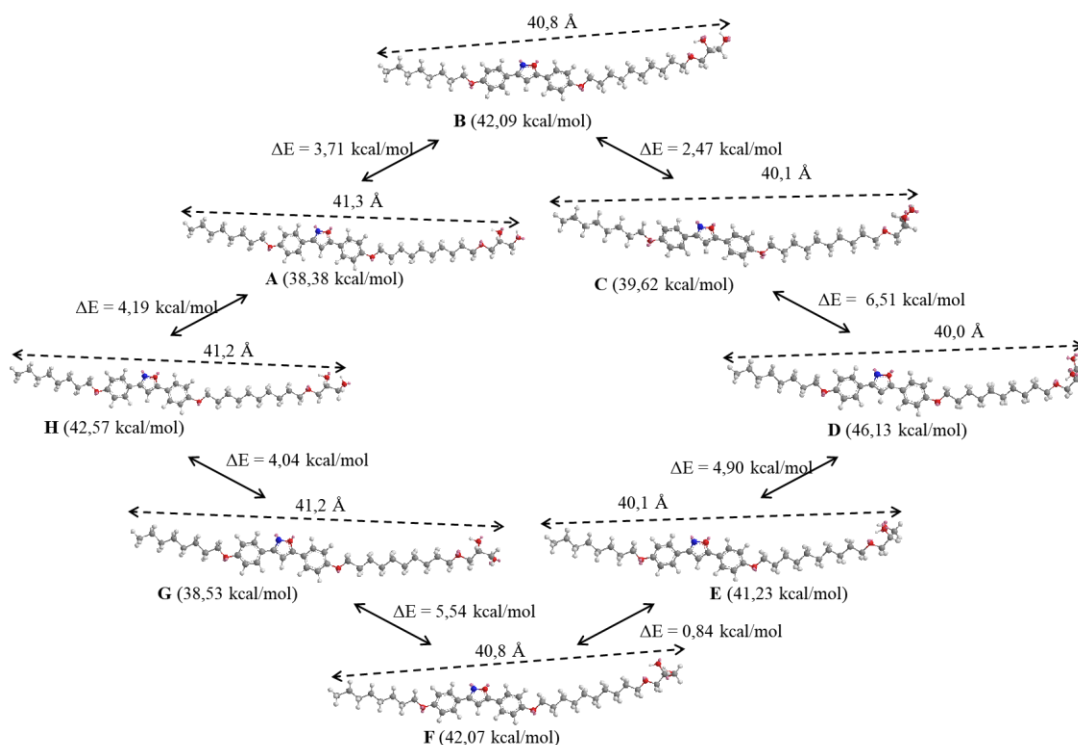 40,8 Å
B (42,09 kcal/mol)
ΔE = 3,71 kcal/mol
ΔE = 2,47 kcal/mol
41,3 Å
40,1 Å
A (38,38 kcal/mol)
C (39,62 kcal/mol)
ΔE = 4,19 kcal/mol
ΔE = 6,51 kcal/mol
41,2 Å
40,0 Å
H (42,57 kcal/mol)
D (46,13 kcal/mol)
ΔE = 4,04 kcal/mol
ΔE = 4,90 kcal/mol
41,2 Å
40,1 Å
G (38,53 kcal/mol)
E (41,23 kcal/mol)
ΔE = 5,54 kcal/mol
ΔE = 0,84 kcal/mol
40,8 Å
F (42,07 kcal/mol)